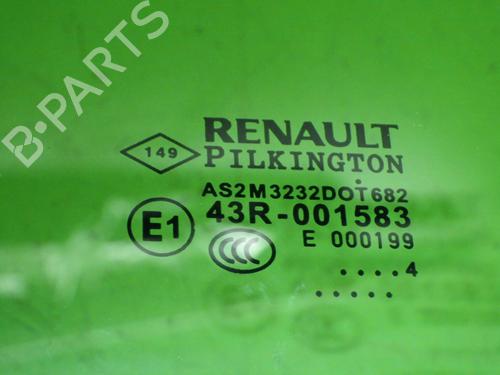 B-PARTS
RENAULT
149 PILKINGTON
AS2M3232DOT682
E1 43R-001583
CCC E 000199
....4
.....